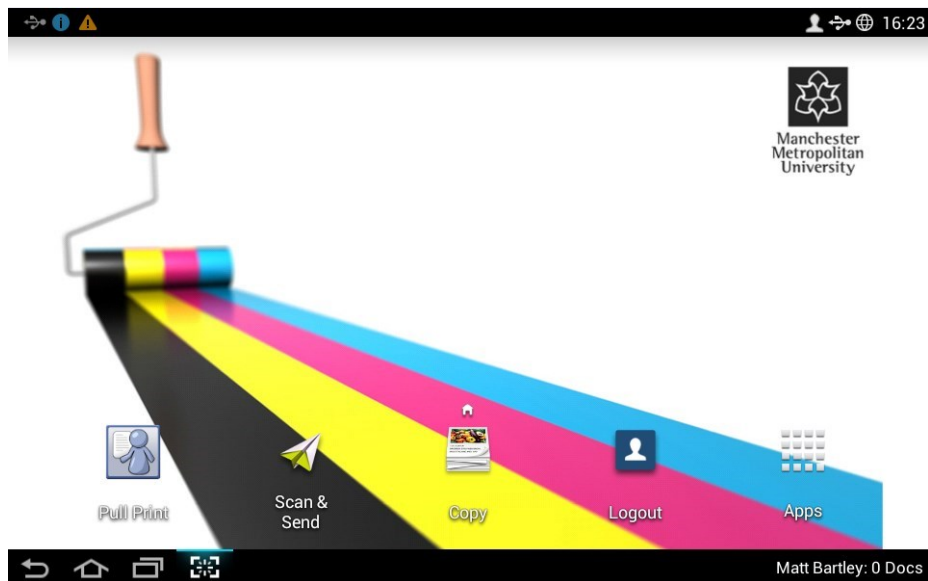 16:23
Manchester
Metropolitan
University
Pull Print
Scan &
Send
Copy
Logout
Apps
Matt Bartley: 0 Docs